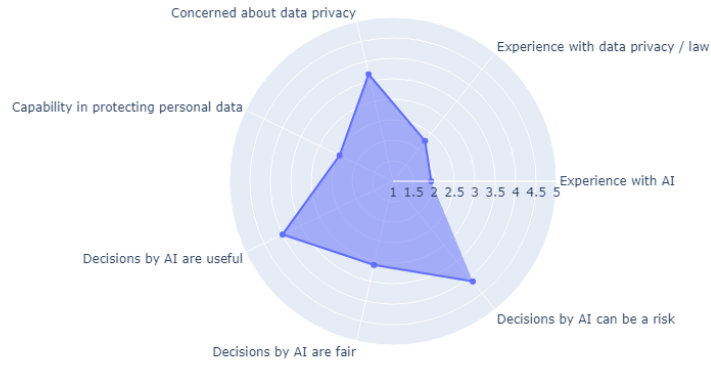 Concerned about data privacy
Experience with data privacy / law
Capability in protecting personal data
Experience with AI
1 1.5 2 2.5 3 3.5 4 4.5 5
Decisions by AI are useful
Decisions by AI can be a risk
Decisions by AI are fair